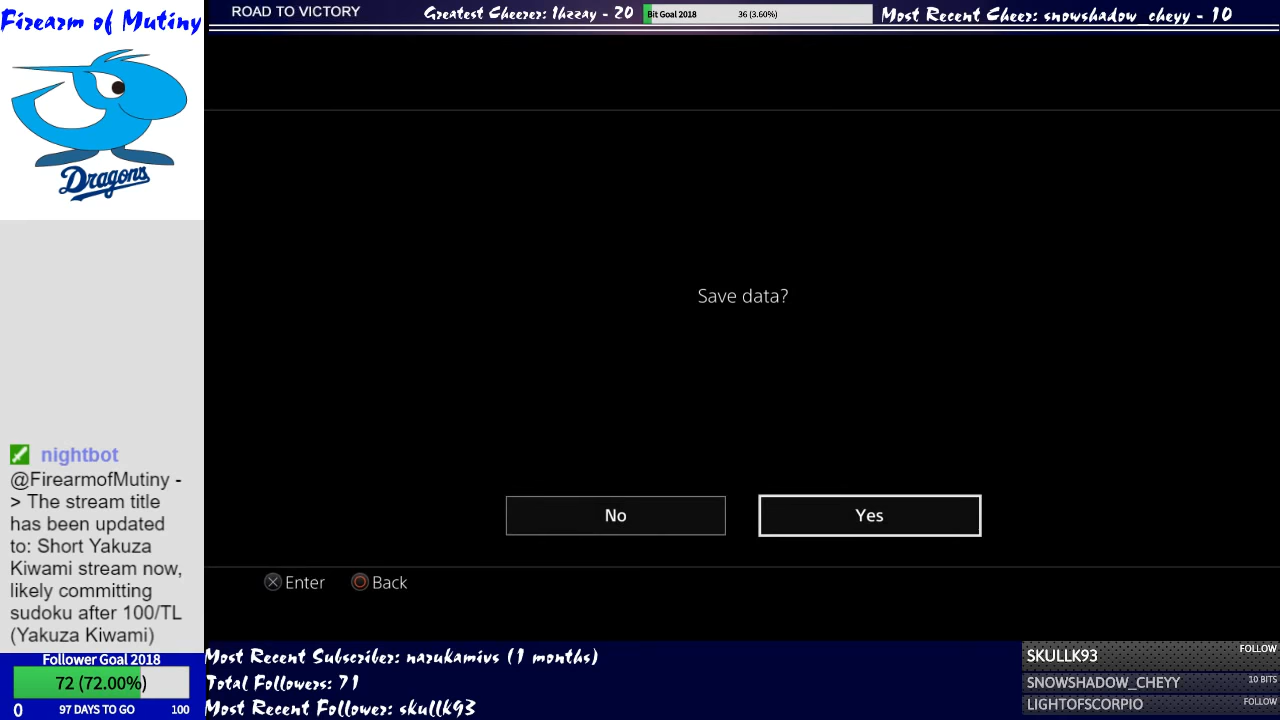 Firearm of Mutiny
Dragons
ROAD TO VICTORY
Greatest Cheerer: 1hzzay - 20
Bit Goal 2018
36 (3.60%)
Most Recent Cheer: snowshadow_cheyy - 10
Save data?
No
Yes
Enter
Back
nightbot
@FirearmofMutiny -
> The stream title
has been updated
to: Short Yakuza
Kiwami stream now,
likely committing
sudoku after 100/TL
(Yakuza Kiwami)
Follower Goal 2018
72 (72.00%)
0
97 DAYS TO GO
100
Most Recent Subscriber: narukamivs (1 months)
Total Followers: 71
Most Recent Follower: skullk93
SKULLK93
FOLLOW
SNOWSHADOW_CHEYY
10 BITS
LIGHTOFSCORPIO
FOLLOW